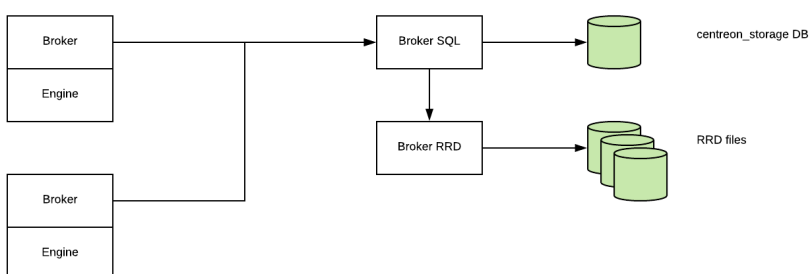 Broker
Broker SQL
centreon_storage DB
Engine
Broker RRD
RRD files
Broker
Engine